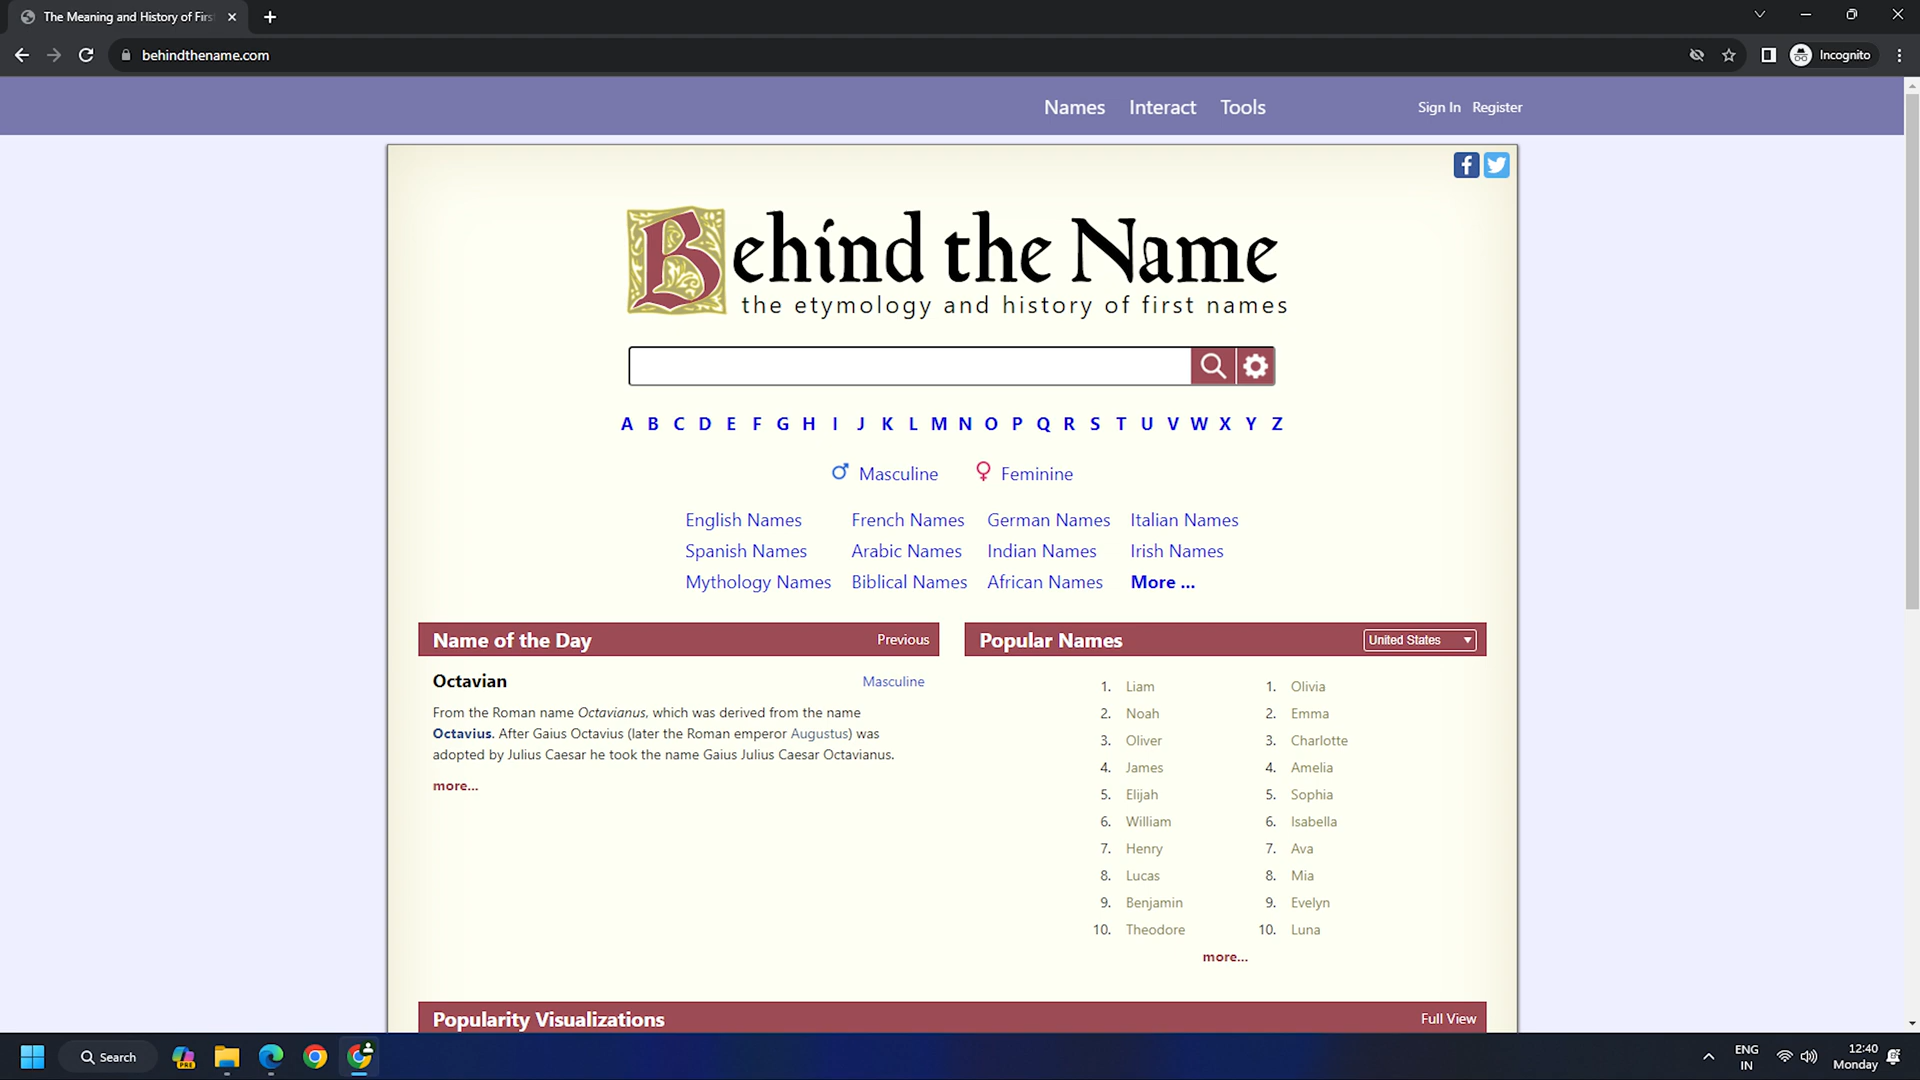 The Meaning and History of Firs
behindthename.com
Incognito
Names Interact Tools
Sign In Register
Behind the Name
the etymology and history of first names
A B C D E F G H I J K L M N O P Q R S T U V W X Y Z
Masculine Feminine
English Names French Names German Names Italian Names
Spanish Names Arabic Names Indian Names Irish Names
Mythology Names Biblical Names African Names More ...
Name of the Day Previous
Octavian Masculine
From the Roman name Octavianus, which was derived from the name
Octavius. After Gaius Octavius (later the Roman emperor Augustus) was
adopted by Julius Caesar he took the name Gaius Julius Caesar Octavianus.
more...
Popular Names United States
1. Liam 1. Olivia
2. Noah 2. Emma
3. Oliver 3. Charlotte
4. James 4. Amelia
5. Elijah 5. Sophia
6. William 6. Isabella
7. Henry 7. Ava
8. Lucas 8. Mia
9. Benjamin 9. Evelyn
10. Theodore 10. Luna
more...
Popularity Visualizations Full View
Search
PRE
ENG
IN
12:40
Monday